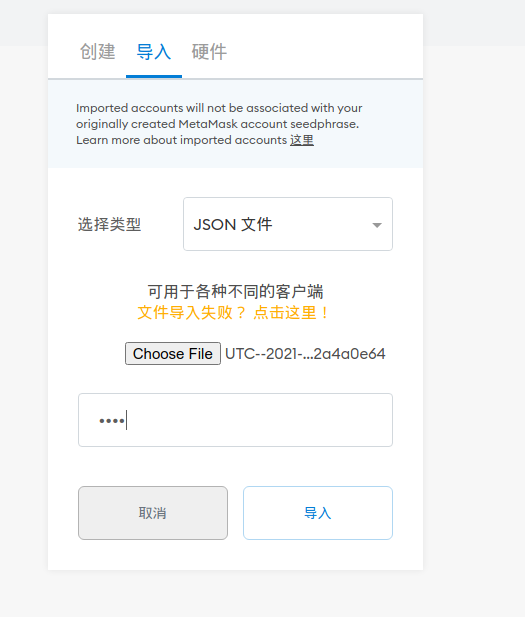 创建 导入 硬件
Imported accounts will not be associated with your
originally created MetaMask account seedphrase.
Learn more about imported accounts 这里
选择类型 JSON 文件
可用于各种不同的客户端
文件导入失败？ 点击这里！
Choose File UTC--2021-...2a4a0e64
••••
取消 导入